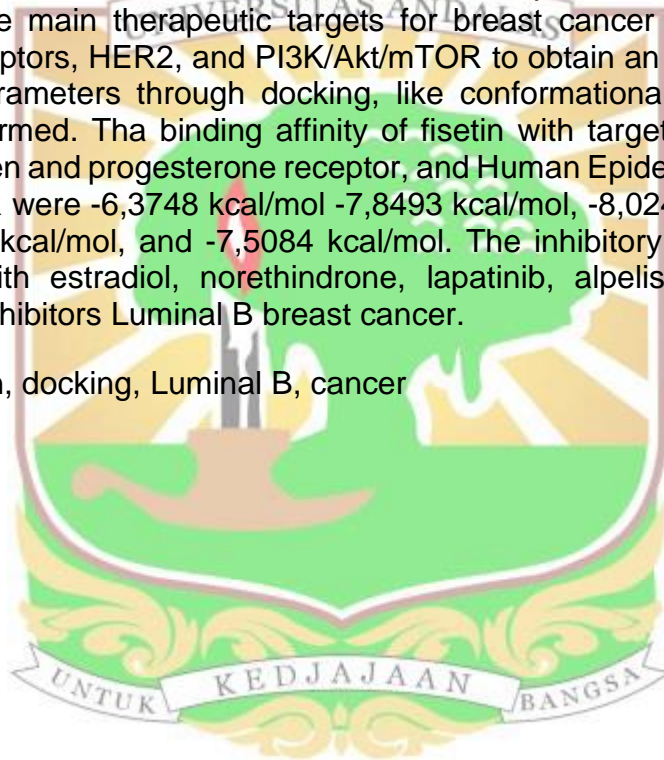 e main therapeutic targets for breast cancer
ptors, HER2, and PI3K/Akt/mTOR to obtain an
rameters through docking, like conformationa
rmed. Tha binding affinity of fisetin with target
en and progesterone receptor, and Human Epide
were -6,3748 kcal/mol -7,8493 kcal/mol, -8,024
kcal/mol, and -7,5084 kcal/mol. The inhibitory
ith estradiol, norethindrone, lapatinib, alpelis
hibitors Luminal B breast cancer.
n, docking, Luminal B, cancer
UNIVERSITAS ANDALAS
UNTUK KEDJAJAAN BANGSA